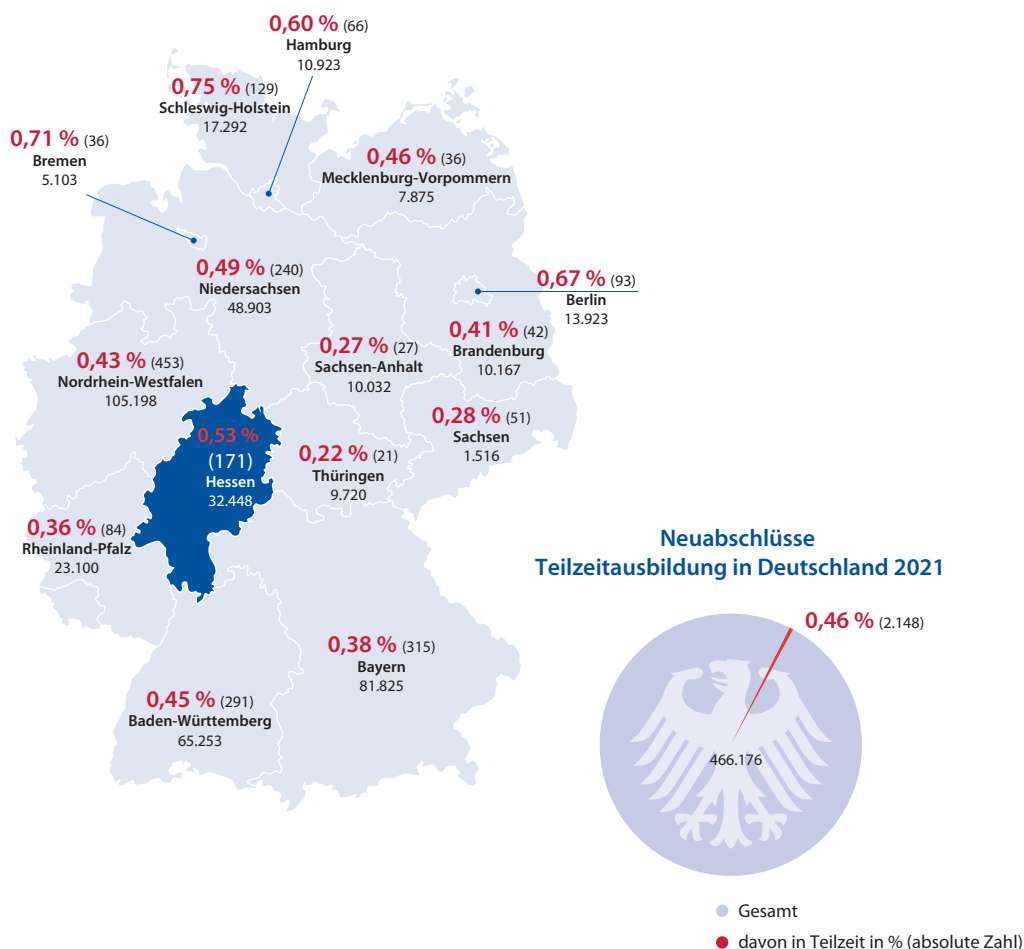 0,60 % (66)
Hamburg
10.923
0,75 % (129)
Schleswig-Holstein
17.292
0,71 % (36)
Bremen
5.103
0,46 % (36)
Mecklenburg-Vorpommern
7.875
0,49 % (240)
Niedersachsen
48.903
0,67 % (93)
Berlin
13.923
0,41 % (42)
Brandenburg
10.167
0,27 % (27)
Sachsen-Anhalt
10.032
0,43 % (453)
Nordrhein-Westfalen
105.198
0,28 % (51)
Sachsen
1.516
0,53 %
(171)
Hessen
32.448
0,22 % (21)
Thüringen
9.720
0,36 % (84)
Rheinland-Pfalz
23.100
0,38 % (315)
Bayern
81.825
0,45 % (291)
Baden-Württemberg
65.253
Neuabschlüsse
Teilzeitausbildung in Deutschland 2021
0,46 % (2.148)
466.176
Gesamt
davon in Teilzeit in % (absolute Zahl)